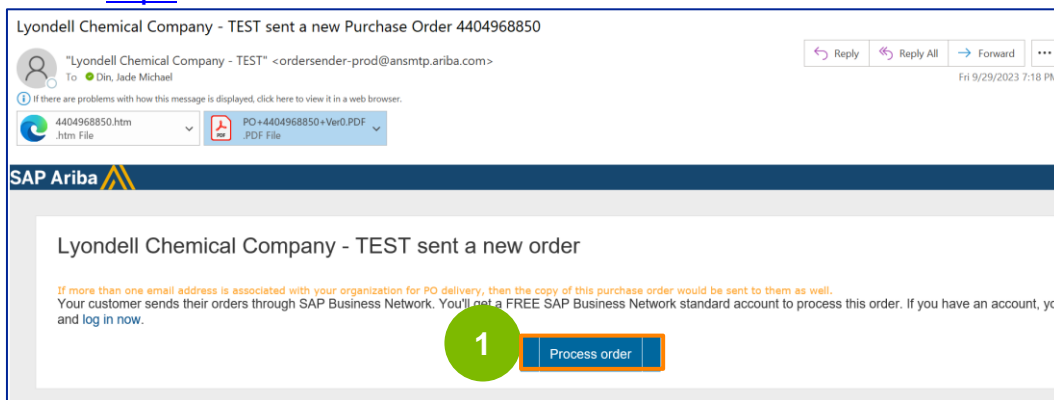 Lyondell Chemical Company - TEST sent a new Purchase Order 4404968850
"Lyondell Chemical Company - TEST" <ordersender-prod@ansmtp.ariba.com>
To Din, Jade Michael
Reply
Reply All
Forward
Fri 9/29/2023 7:18 PM
If there are problems with how this message is displayed, click here to view it in a web browser.
4404968850.htm
.htm File
PDF
PO+4404968850+Ver0.PDF
.PDF File
SAP Ariba
Lyondell Chemical Company - TEST sent a new order
If more than one email address is associated with your organization for PO delivery, then the copy of this purchase order would be sent to them as well.
Your customer sends their orders through SAP Business Network. You'll get a FREE SAP Business Network standard account to process this order. If you have an account, yo
and log in now.
1
Process order